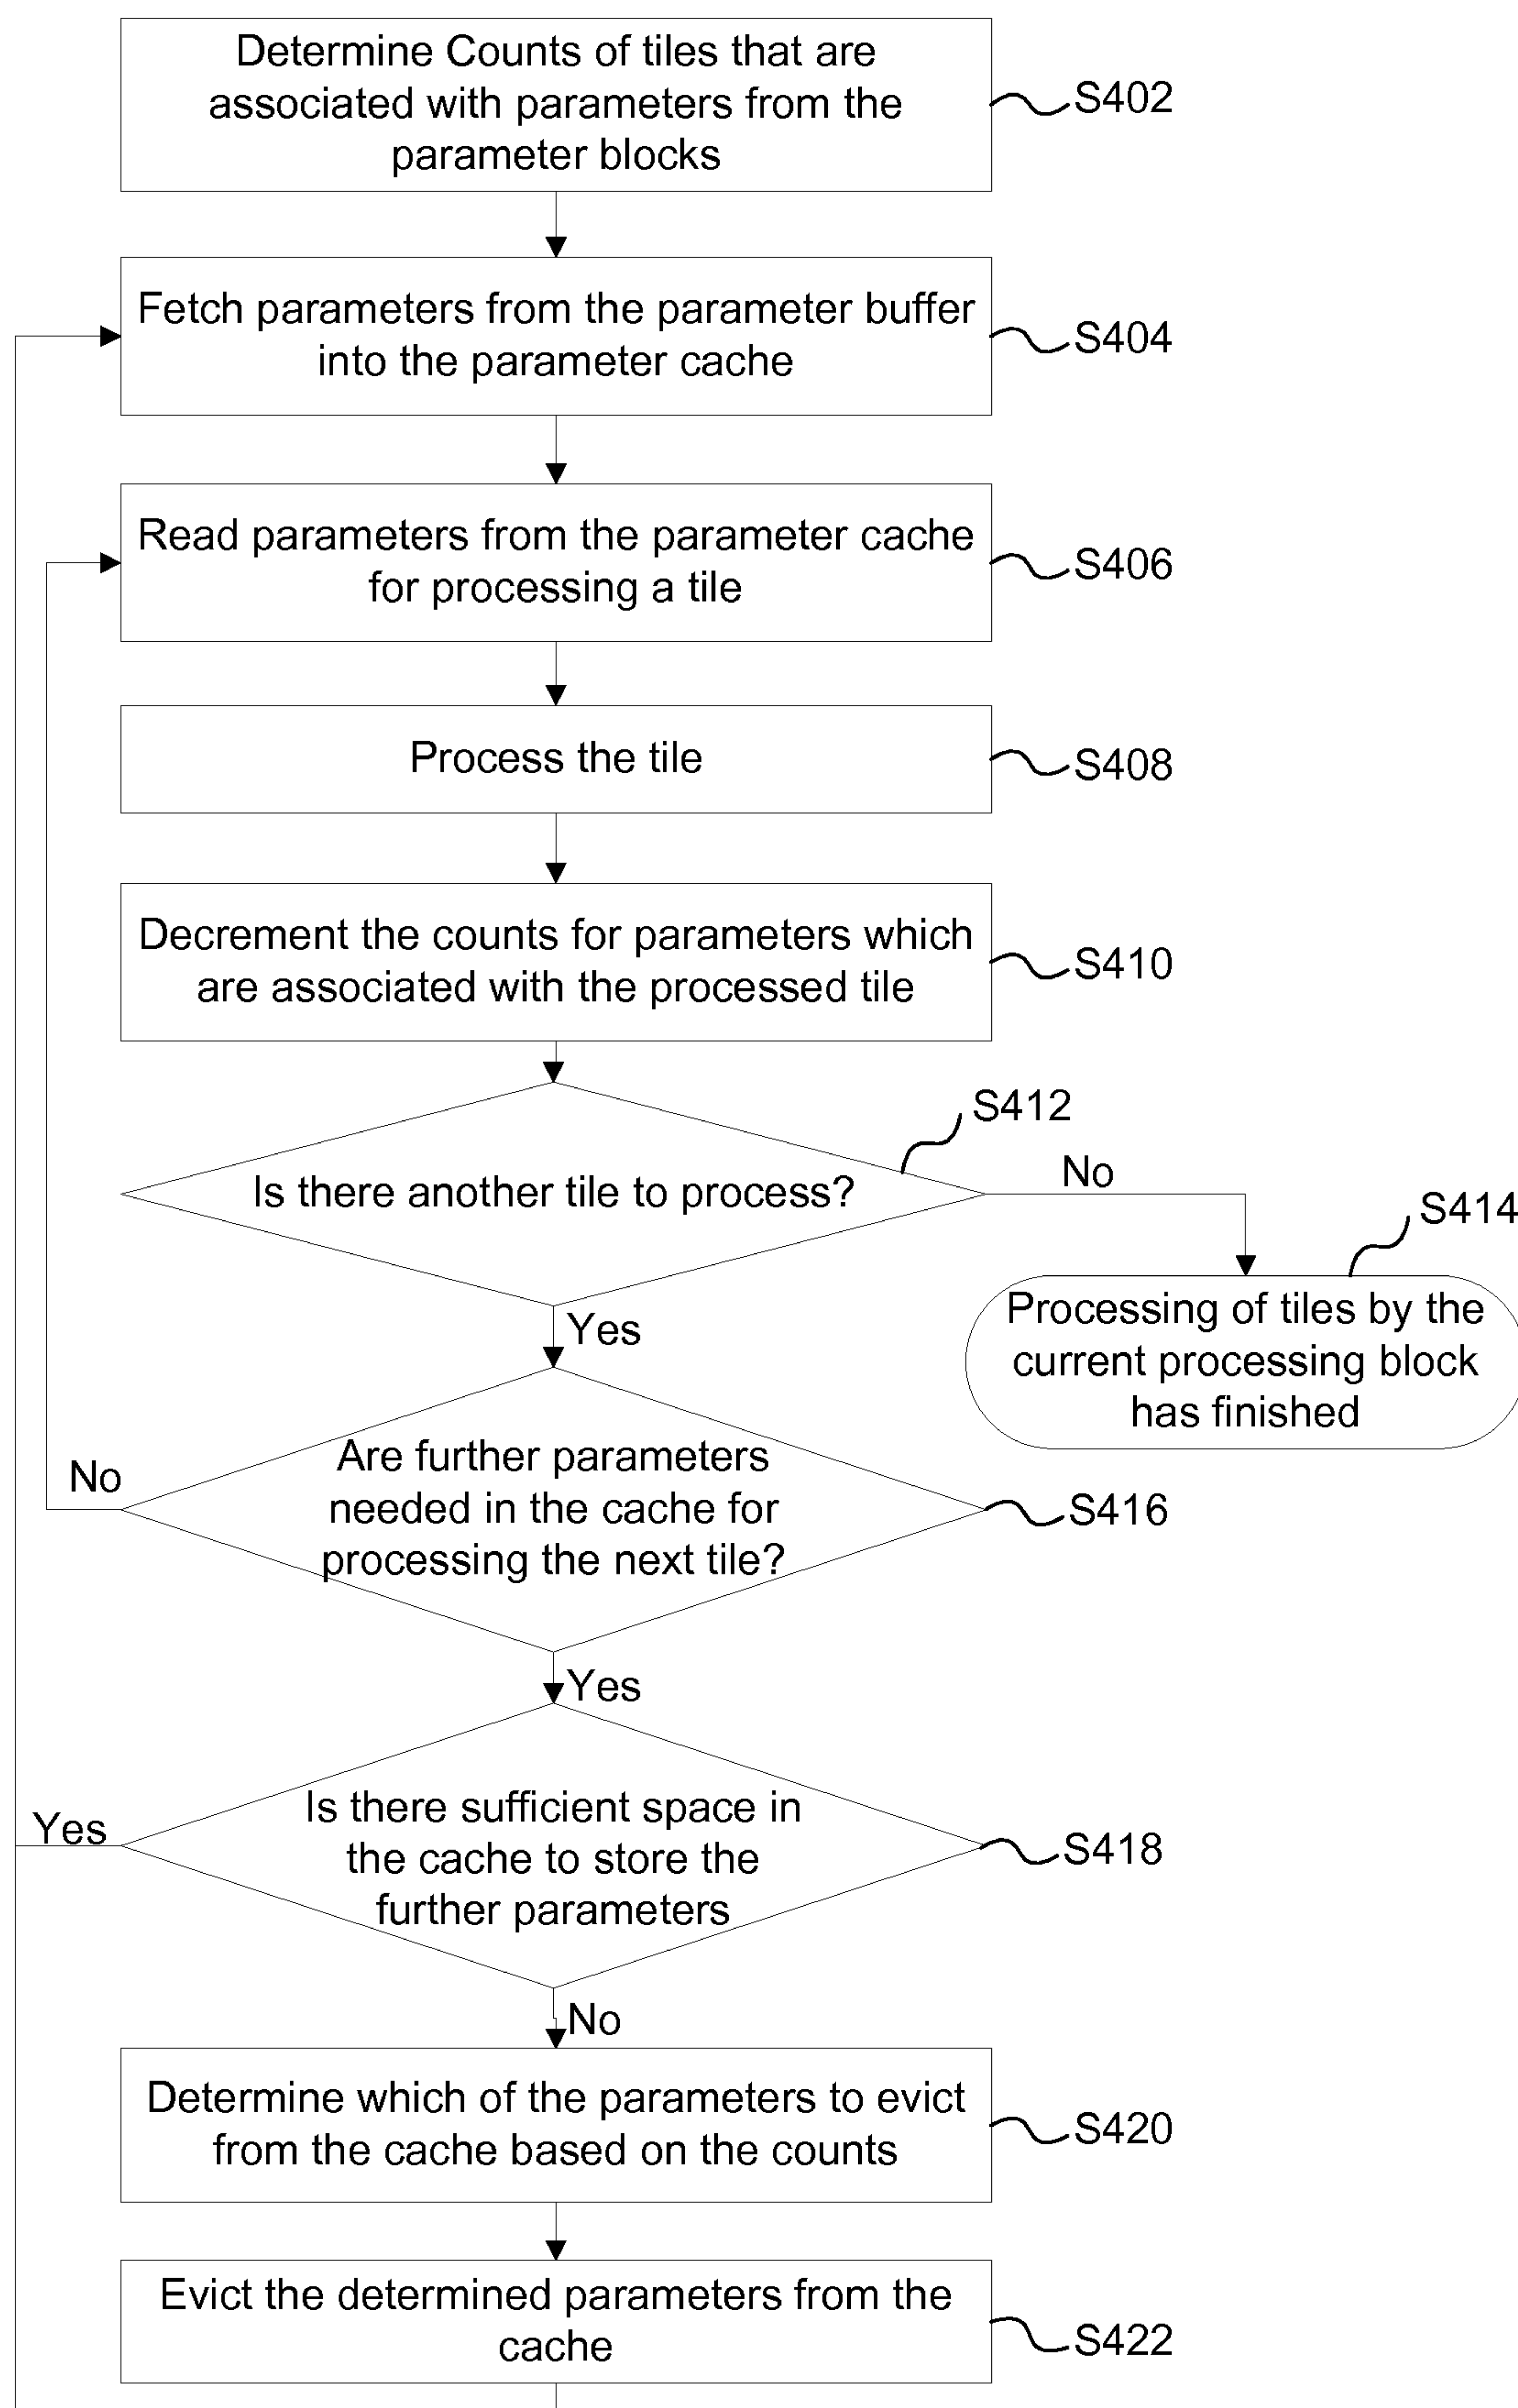 Determine Counts of tiles that are
associated with parameters from the
parameter blocks
S402
Fetch parameters from the parameter buffer
into the parameter cache
S404
Read parameters from the parameter cache
for processing a tile
S406
Process the tile
S408
Decrement the counts for parameters which
are associated with the processed tile
S410
S412
Is there another tile to process?
No
S414
Processing of tiles by the
current processing block
has finished
Yes
Are further parameters
needed in the cache for
processing the next tile?
No
S416
Yes
Is there sufficient space in
the cache to store the
further parameters
Yes
S418
No
Determine which of the parameters to evict
from the cache based on the counts
S420
Evict the determined parameters from the
cache
S422